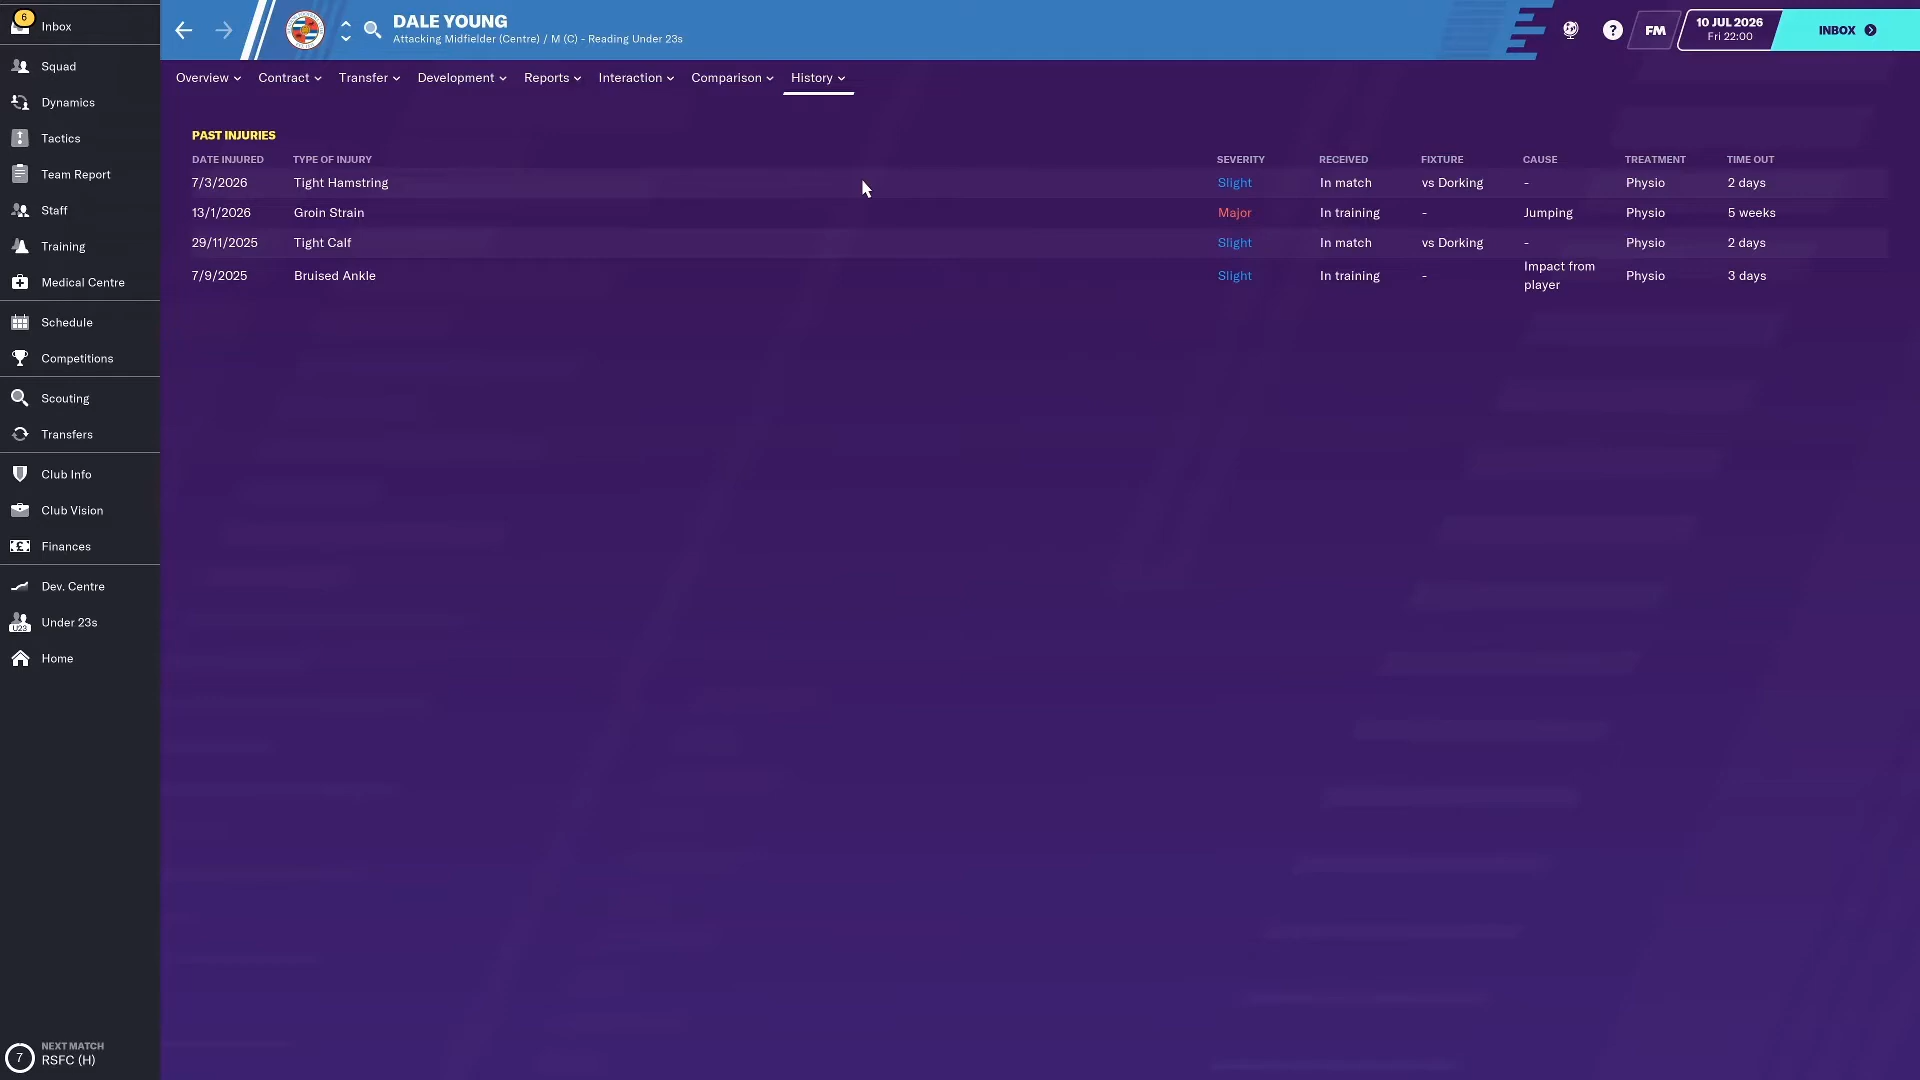 6
Inbox
Squad
Dynamics
Tactics
Team Report
Staff
Training
Medical Centre
Schedule
Competitions
Scouting
Transfers
Club Info
Club Vision
Finances
Dev. Centre
U23
Under 23s
Home
7
NEXT MATCH
RSFC (H)
DALE YOUNG
Attacking Midfielder (Centre) / M (C) - Reading Under 23s
? FM
10 JUL 2026
Fri 22:00
INBOX
Overview Contract Transfer Development Reports Interaction Comparison History
PAST INJURIES
DATE INJURED TYPE OF INJURY SEVERITY RECEIVED FIXTURE CAUSE TREATMENT TIME OUT
7/3/2026 Tight Hamstring Slight In match vs Dorking - Physio 2 days
13/1/2026 Groin Strain Major In training - Jumping Physio 5 weeks
29/11/2025 Tight Calf Slight In match vs Dorking - Physio 2 days
7/9/2025 Bruised Ankle Slight In training - Impact from player Physio 3 days